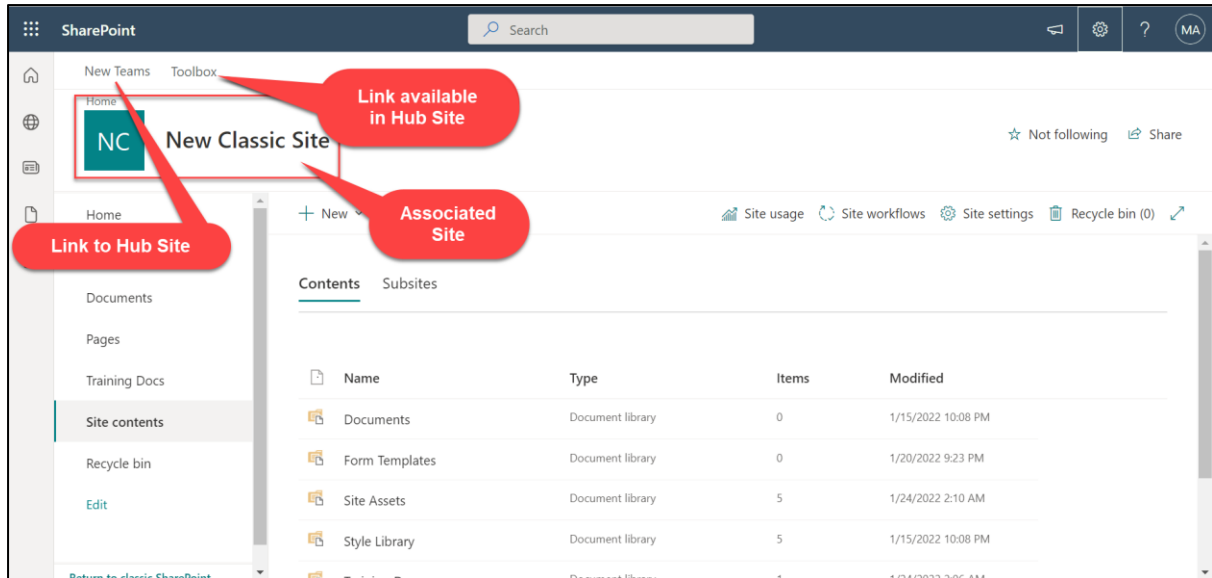 SharePoint
Search
?
MA
New Teams Toolbox
Link available
in Hub Site
Home
NC New Classic Site
Not following Share
Home
New
Associated
Site
Site usage Site workflows Site settings Recycle bin (0)
Link to Hub Site
Contents Subsites
Documents
Pages
Training Docs
Site contents
Recycle bin
Edit
Name Type Items Modified
Documents Document library 0 1/15/2022 10:08 PM
Form Templates Document library 0 1/20/2022 9:23 PM
Site Assets Document library 5 1/24/2022 2:10 AM
Style Library Document library 5 1/15/2022 10:08 PM
Return to classic SharePoint